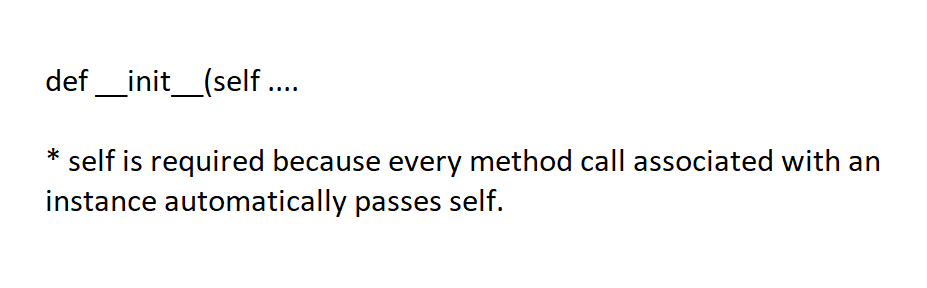 def __init__(self ....
* self is required because every method call associated with an
instance automatically passes self.